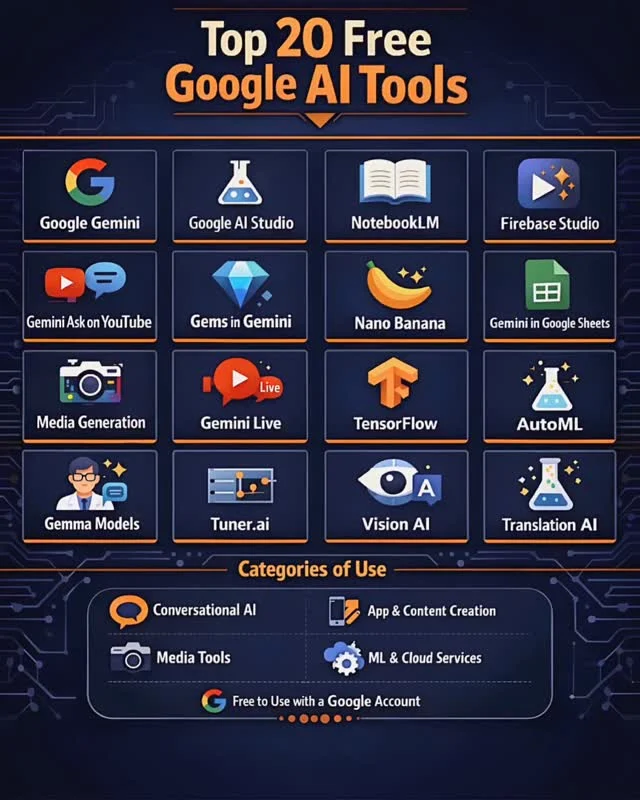 Top 20 Free
Google AI Tools
Google Gemini
Google AI Studio
NotebookLM
Firebase Studio
Gemini Ask on YouTube
Gems in Gemini
Nano Banana
Gemini in Google Sheets
Media Generation
Live
Gemini Live
TensorFlow
AutoML
Gemma Models
Tuner.ai
A
Vision AI
Translation AI
Categories of Use
Conversational AI
App & Content Creation
Media Tools
ML & Cloud Services
Free to Use with a Google Account